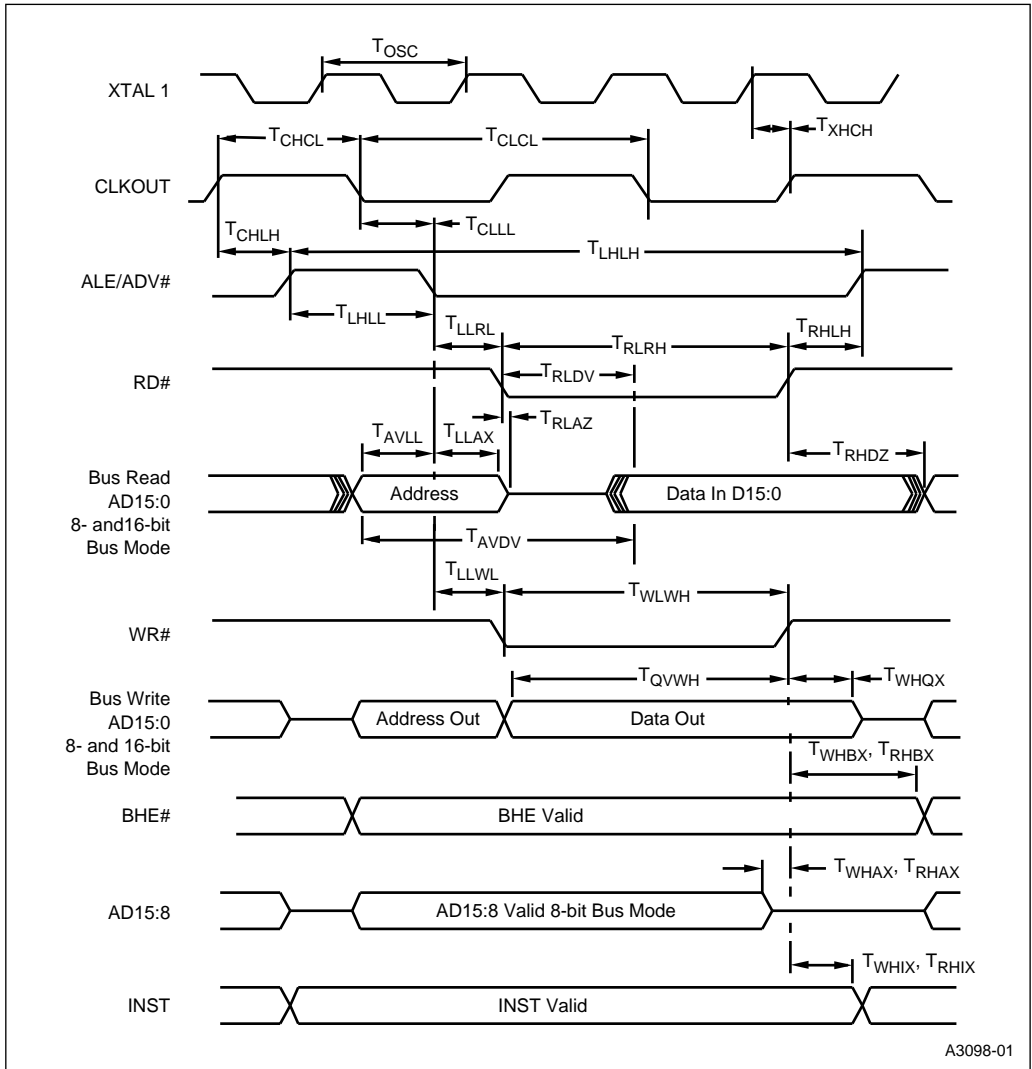 TOSC
XTAL 1
TXHCH
TCHCL
TCLCL
CLKOUT
TCLLL
TCHLH
TLHLH
ALE/ADV#
TLHLL
TLLRL
TRLRH
TRHLH
RD#
TRLDV
TRLAZ
TAVLL
TLLAX
TRHDZ
Bus Read
AD15:0
8- and16-bit
Bus Mode
Address
Data In D15:0
TAVDV
TLLWL
TWLWH
WR#
TQVWH
TWHQX
Bus Write
AD15:0
8- and 16-bit
Bus Mode
Address Out
Data Out
TWHBX, TRHBX
BHE#
BHE Valid
TWHAX, TRHAX
AD15:8
AD15:8 Valid 8-bit Bus Mode
TWHIX, TRHIX
INST
INST Valid
A3098-01